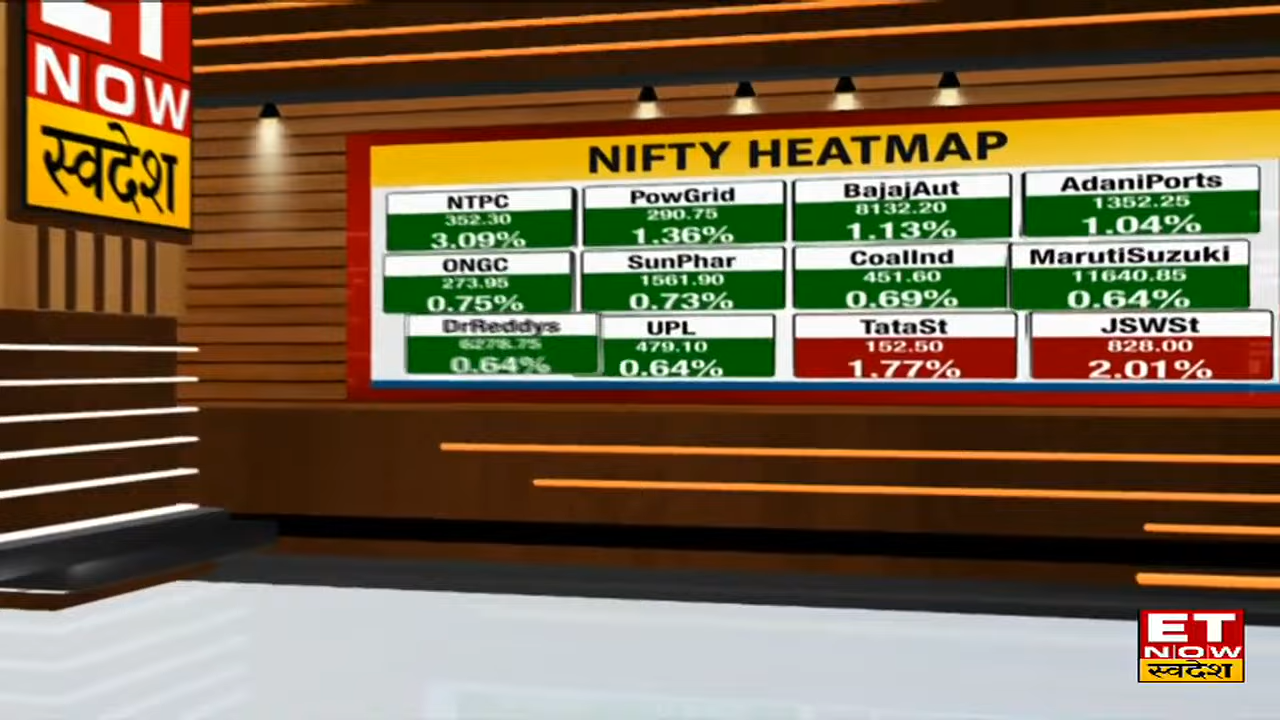 ET
NOW
स्वदेश
NIFTY HEATMAP
NTPC
352.30
3.09%
PowGrid
290.75
1.36%
BajajAut
8132.20
1.13%
AdaniPorts
1352.25
1.04%
ONGC
273.95
0.75%
SunPhar
1561.90
0.73%
CoalInd
451.60
0.69%
MarutiSuzuki
11640.85
0.64%
DrReddys
6278.75
0.64%
UPL
479.10
0.64%
TataSt
152.50
1.77%
JSWSt
828.00
2.01%
ET
NOW
स्वदेश